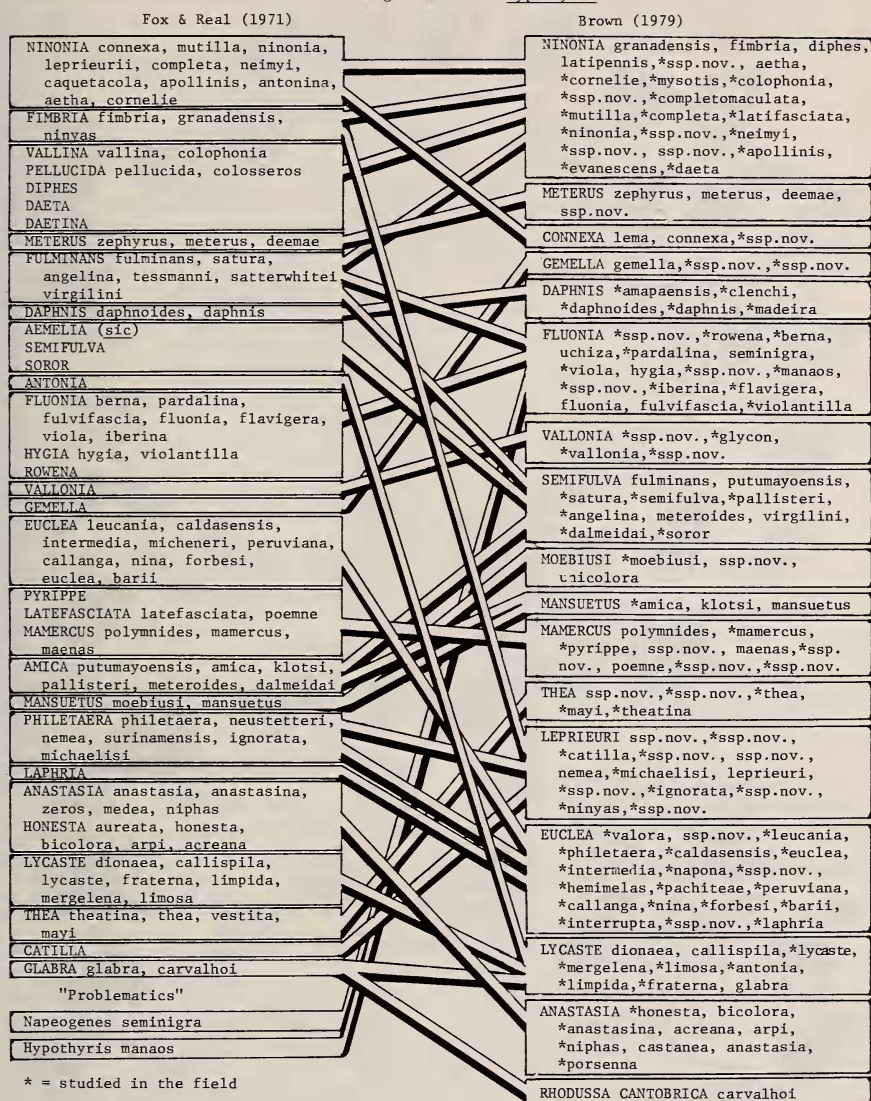 Fox & Real (1971)
NINONIA connexa, mutilla, ninonia,
leprieurii, completa, neimyi,
caquetacola, apollinis, antonina,
aetha, cornelie
FIMBRIA fimbria, granadensis,
ninyas
VALLINA vallina, colophonia
PELLUCIDA pellucida, colosseros
DIPHES
DAETA
DAETINA
METERUS zephyrus, meterus, deemae
FULMINANS fulminans, satura,
angelina, tessmanni, satterwhitei
virgilini
DAPHNIS daphnoides, daphnis
AEMELIA (sic)
SEMIFULVA
SOROR
ANTONIA
FLUONIA berna, pardalina,
fulvifascia, fluonia, flavigera,
viola, iberina
HYGIA hygia, violantilla
ROWENA
VALLONIA
GEMELLA
EUCLEA leucania, caldasensis,
intermedia, micheneri, peruviana,
callanga, nina, forbesi,
euclea, barii
PYRIPPE
LATEFASCIATA latefasciata, poemne
MAMERCUS polymnides, mamercus,
maenas
AMICA putumayoensis, amica, klotsi,
pallisteri, meteroides, dalmeidai
MANSUETUS moebiusi, mansuetus
PHILETAERA philetaera, neustetteri,
nemea, surinamensis, ignorata,
michaelisi
LAPHRIA
ANASTASIA anastasia, anastasina,
zeros, medea, niphas
HONESTA aureata, honesta,
bicolora, arpi, acreana
LYCASTE dionaea, callispila,
lycaste, fraterna, limpida,
mergelena, limosa
THEA theatina, thea, vestita,
mayi
CATILLA
GLABRA glabra, carvalhoi
"Problematics"
Napeogenes seminigra
Hypothyris manaos
* = studied in the field
Brown (1979)
NINONIA granadensis, fimbria, diphes,
latipennis,*ssp.nov., aetha,
*cornelie,*mysotis,*colophonia,
*ssp.nov.,*completomaculata,
*mutilla,*completa,*latifasciata,
*ninonia,*ssp.nov.,*neimyi,
*ssp.nov., ssp.nov.,*apollinis,
*evanescens,*daeta
METERUS zephyrus, meterus, deemae,
ssp.nov.
CONNEXA lema, connexa,*ssp.nov.
GEMELLA gemella,*ssp.nov.,*ssp.nov.
DAPHNIS *amapaensis,*clenchi,
*daphnoides,*daphnis,*madeira
FLUONIA *ssp.nov.,*rowena,*berna,
uchiza,*pardalina, seminigra,
*viola, hygia,*ssp.nov.,*manaos,
*ssp.nov.,*iberina,*flavigera,
fluonia, fulvifascia,*violantilla
VALLONIA *ssp.nov.,*glycon,
*vallonia,*ssp.nov.
SEMIFULVA fulminans, putumayoensis,
*satura,*semifulva,*pallisteri,
*angelina, meteroides, virgilini,
*dalmeidai,*soror
MOEBIUSI *moebiusi, ssp.nov.,
unicolora
MANSUETUS *amica, klotsi, mansuetus
MAMERCUS polymnides, *mamercus,
*pyrippe, ssp.nov., maenas,*ssp.
nov., poemne,*ssp.nov.,*ssp.nov.
THEA ssp.nov.,*ssp.nov.,*thea,
*mayi,*theatina
LEPRIEURI ssp.nov.,*ssp.nov.,
*catilla,*ssp.nov., ssp.nov.,
nemea,*michaelisi, leprieuri,
*ssp.nov.,*ignorata,*ssp.nov.,
*ninyas,*ssp.nov.
EUCLEA *valora, ssp.nov.,*leucania,
*philetaera,*caldasensis,*euclea,
*intermedia,*napona,*ssp.nov.,
*hemimelas,*pachiteae,*peruviana,
*callanga,*nina,*forbesi,*barii,
*interrupta,*ssp.nov.,*laphria
LYCASTE dionaea, callispila,*lycaste,
*mergelena,*limosa,*antonia,
*limpida,*fraterna, glabra
ANASTASIA *honesta, bicolora,
*anastasina, acreana, arpi,
*niphas, castanea, anastasia,
*porsenna
RHODUSSA CANTOBRICA carvalhoi